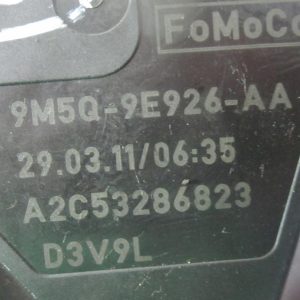 FoMoCo
9M5Q-9E926-AA
29.03.11/06:35
A2C53286823
D3V9L